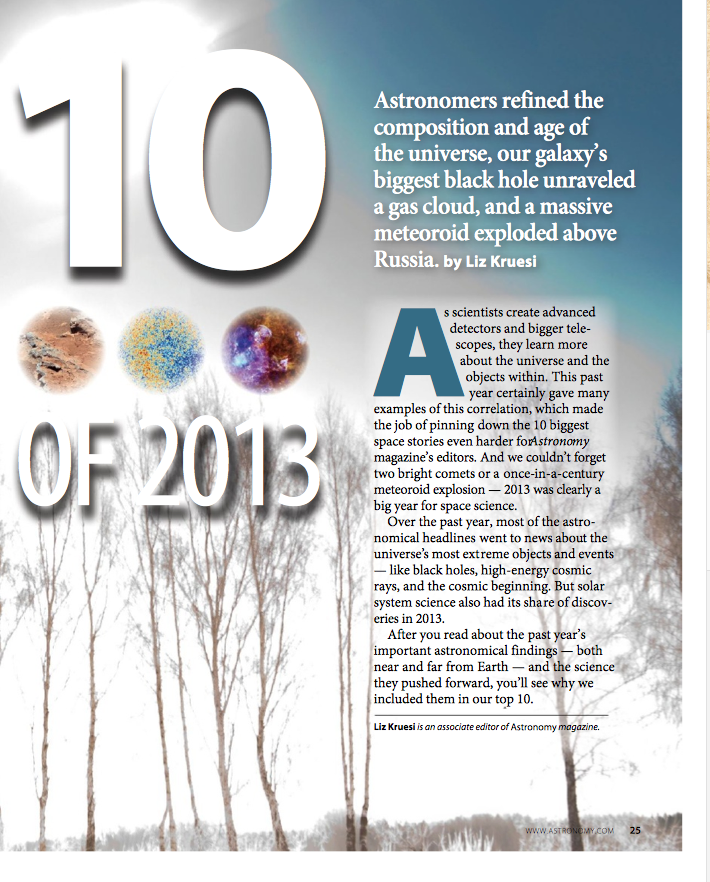 10
OF 2013
Astronomers refined the
composition and age of
the universe, our galaxy's
biggest black hole unraveled
a gas cloud, and a massive
meteoroid exploded above
Russia. by Liz Kruesi
As scientists create advanced
detectors and bigger tele-
scopes, they learn more
about the universe and the
objects within. This past
year certainly gave many
examples of this correlation, which made
the job of pinning down the 10 biggest
space stories even harder forAstronomy
magazine's editors. And we couldn't forget
two bright comets or a once-in-a-century
meteoroid explosion — 2013 was clearly a
big year for space science.
Over the past year, most of the astro-
nomical headlines went to news about the
universe's most extreme objects and events
— like black holes, high-energy cosmic
rays, and the cosmic beginning. But solar
system science also had its share of discov-
eries in 2013.
After you read about the past year's
important astronomical findings — both
near and far from Earth — and the science
they pushed forward, you'll see why we
included them in our top 10.
Liz Kruesi is an associate editor of Astronomy magazine.
WWW.ASTRONOMY.COM 25